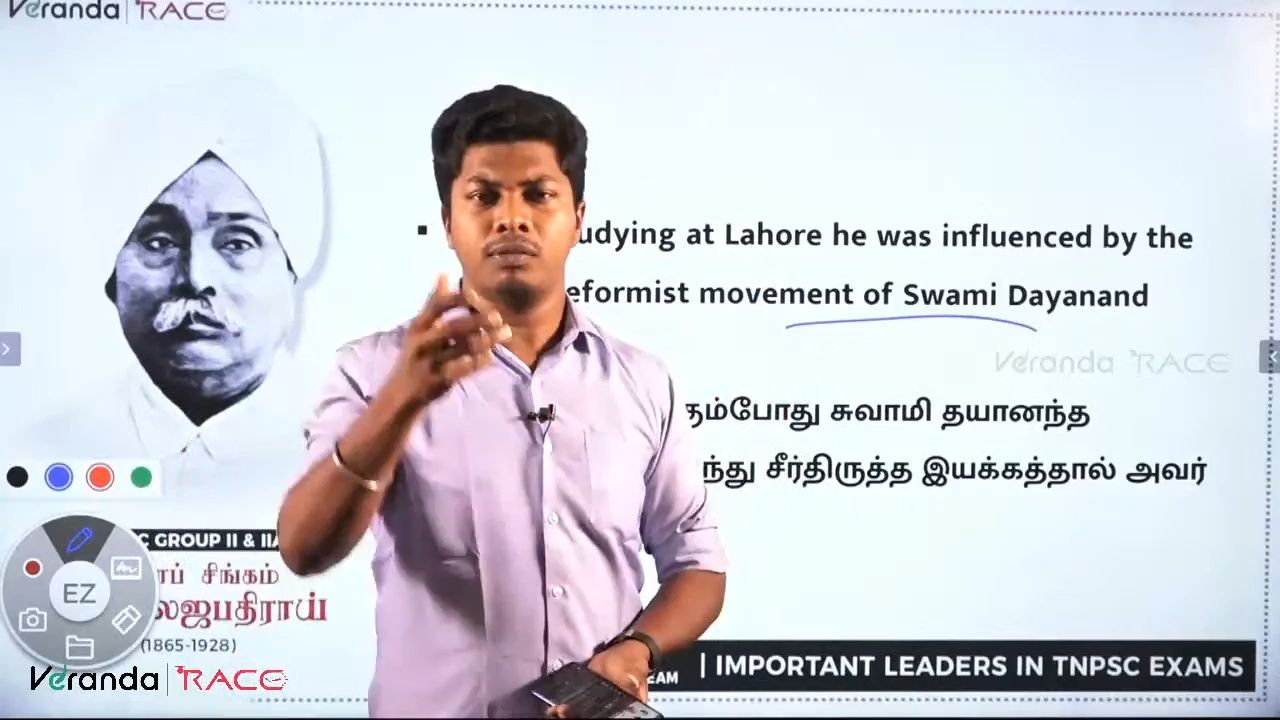 Veranda RACE
udying at Lahore he was influenced by the
eformist movement of Swami Dayanand
Veranda RACE
கும்போது சுவாமி தயானந்த
ந்து சீர்திருத்த இயக்கத்தால் அவர்
C GROUP II & IIA
ாப் சிங்கம்
லஜபதிராய்
(1865-1928)
EZ
Veranda RACE
EAM | IMPORTANT LEADERS IN TNPSC EXAMS